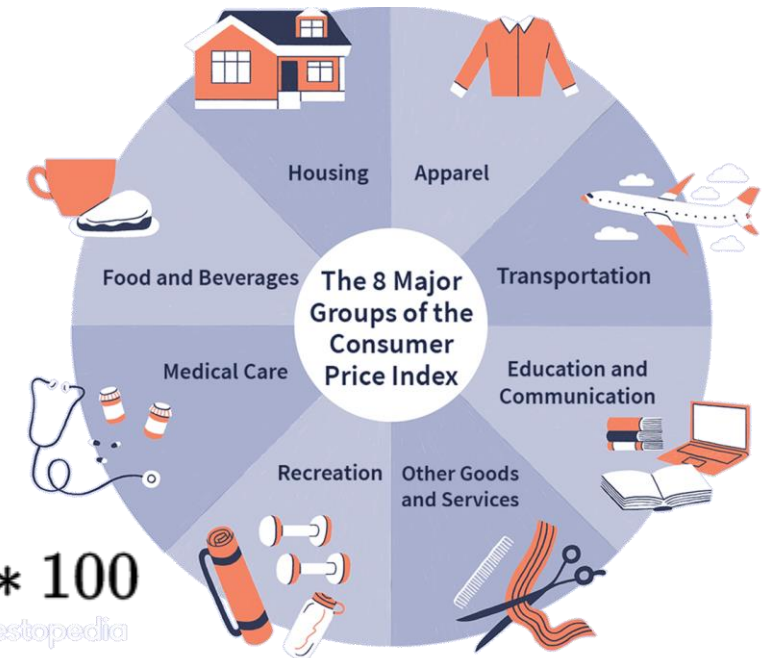 Housing
Apparel
Food and Beverages
Transportation
The 8 Major
Groups of the
Consumer
Price Index
Medical Care
Education and
Communication
Recreation
Other Goods
and Services
* 100
estopedia